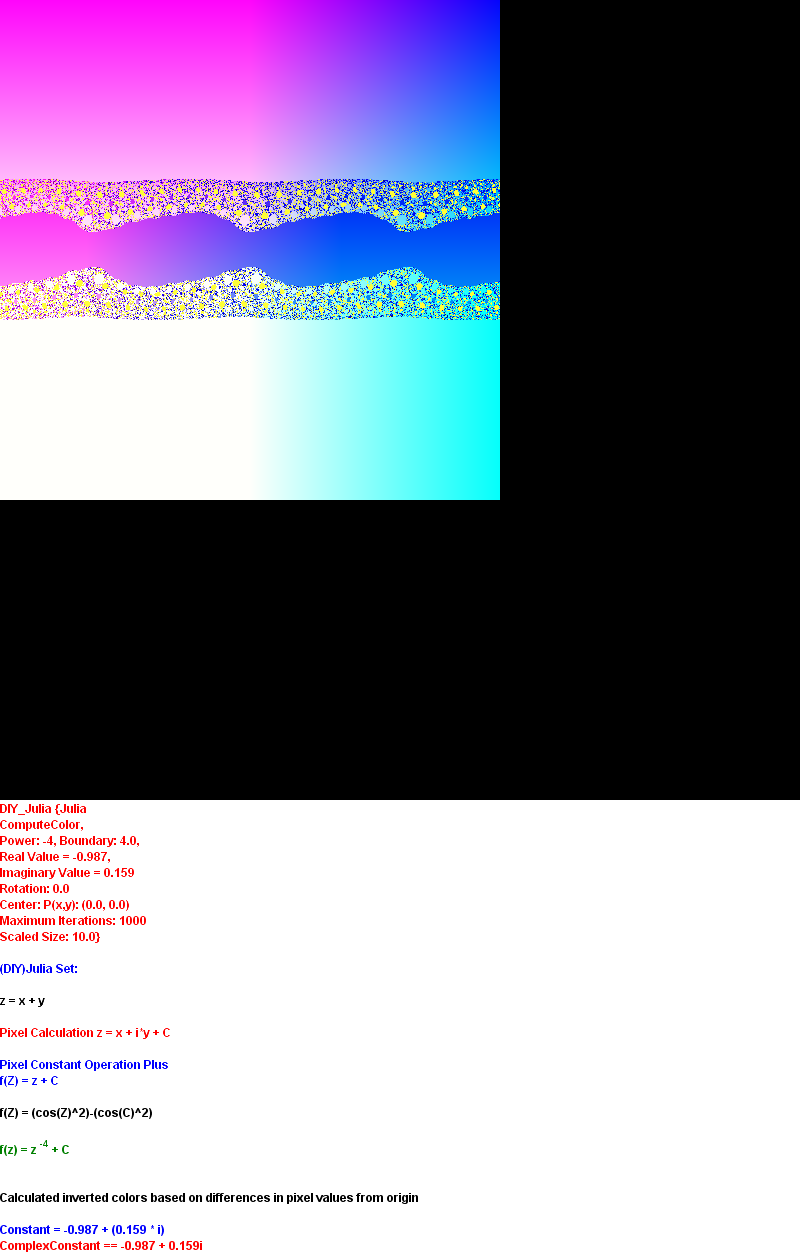 DIY_Julia {Julia
ComputeColor,
Power: -4, Boundary: 4.0,
Real Value = -0.987,
Imaginary Value = 0.159
Rotation: 0.0
Center: P(x,y): (0.0, 0.0)
Maximum Iterations: 1000
Scaled Size: 10.0}
(DIY)Julia Set:
z = x + y
Pixel Calculation z = x + i*y + C
Pixel Constant Operation Plus
f(Z) = z + C
f(Z) = (cos(Z)^2)-(cos(C)^2)
f(z) = z -4 + C
Calculated inverted colors based on differences in pixel values from origin
Constant = -0.987 + (0.159 * i)
ComplexConstant == -0.987 + 0.159i